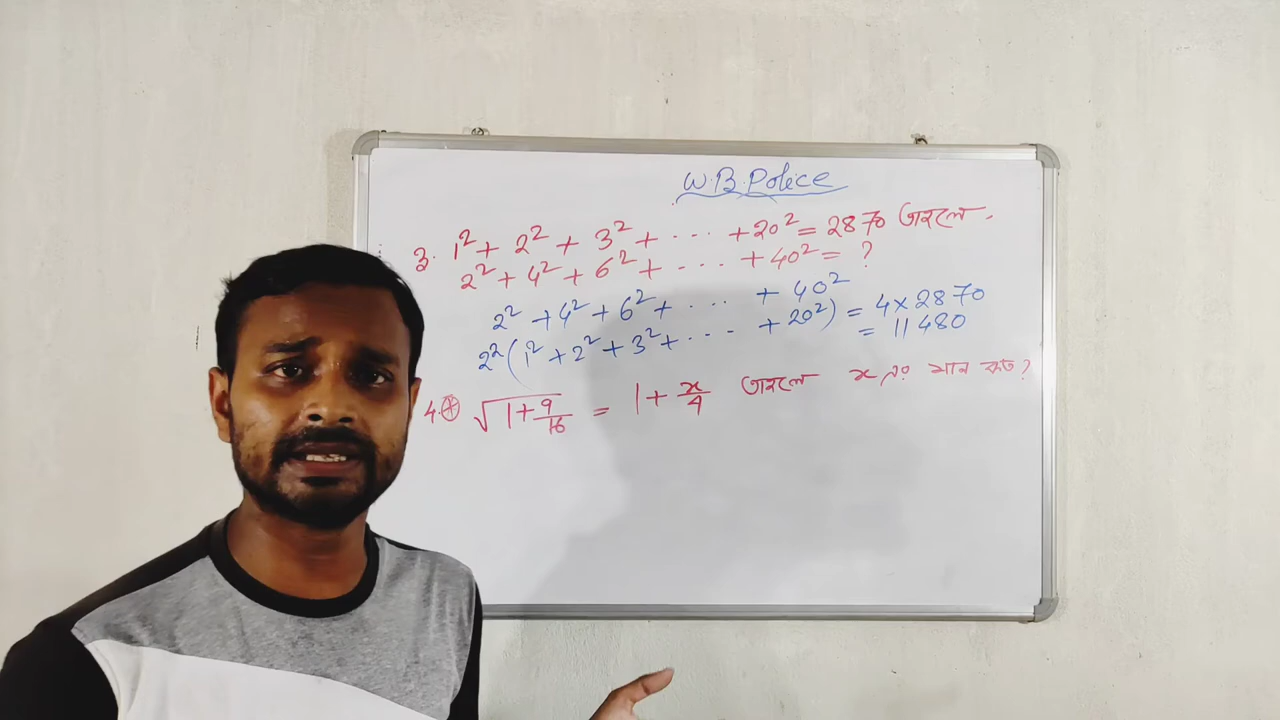 W.B.Police
3. 1² + 2² + 3² + ... + 20² = 2870 তাহলে
2² + 4² + 6² + ... + 40² = ?
2² + 4² + 6² + ... + 40²
2²(1² + 2² + 3² + ... + 20²) = 4 × 2870
= 11480
4. √(1 + 9/16) = 1 + x/4 তাহলে x এর মান কত?